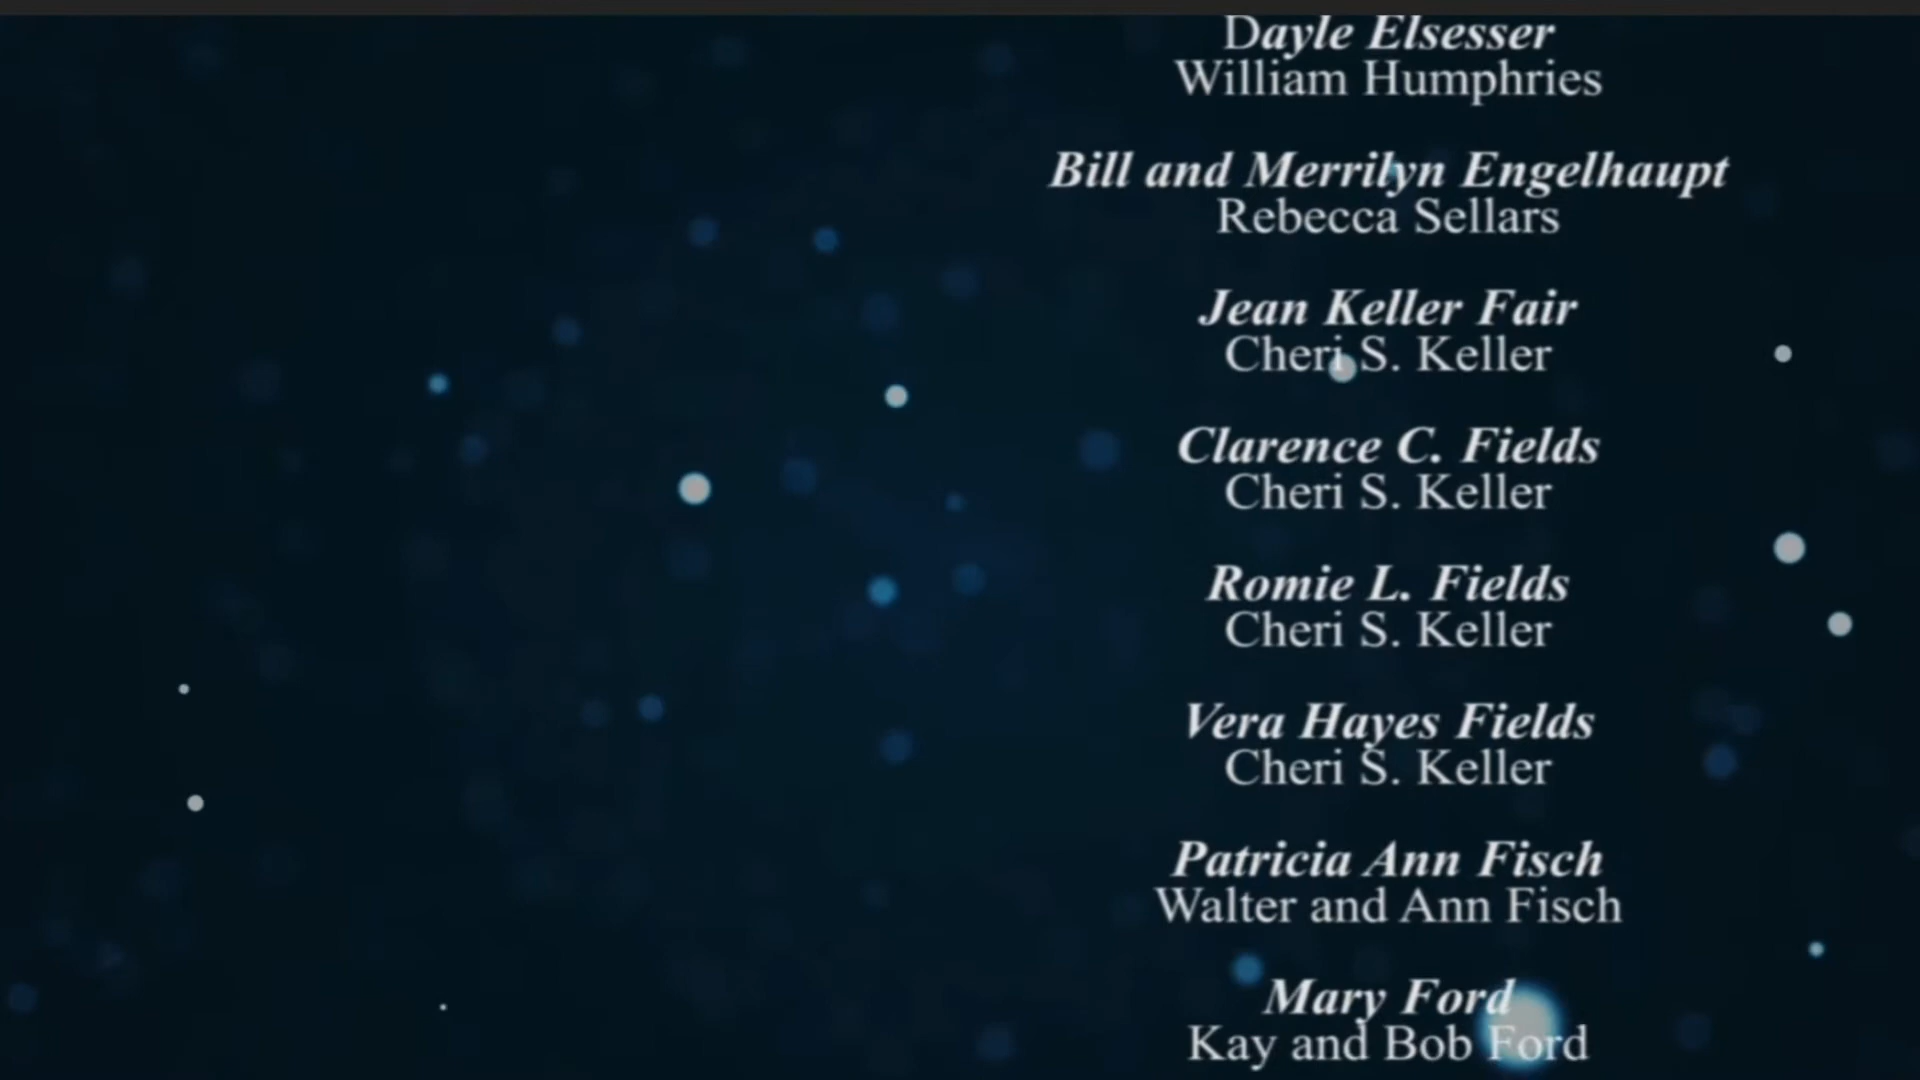 Dayle Elsesser
William Humphries
Bill and Merrilyn Engelhaupt
Rebecca Sellars
Jean Keller Fair
Cheri S. Keller
Clarence C. Fields
Cheri S. Keller
Romie L. Fields
Cheri S. Keller
Vera Hayes Fields
Cheri S. Keller
Patricia Ann Fisch
Walter and Ann Fisch
Mary Ford
Kay and Bob Ford